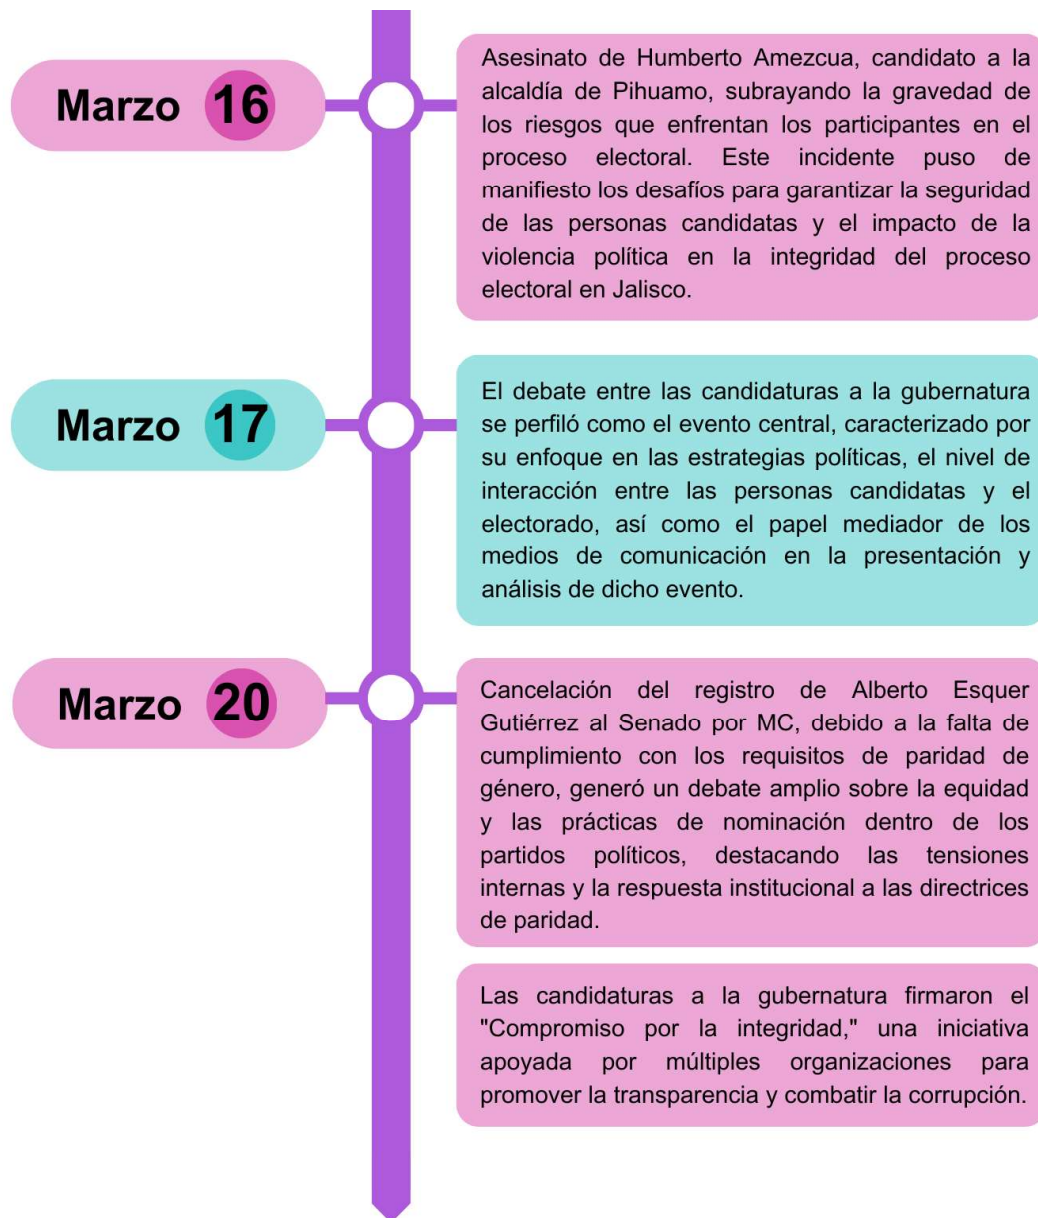 Marzo 16
Asesinato de Humberto Amezcua, candidato a la
alcaldía de Pihuamo, subrayando la gravedad de
los riesgos que enfrentan los participantes en el
proceso electoral. Este incidente puso de
manifiesto los desafíos para garantizar la seguridad
de las personas candidatas y el impacto de la
violencia política en la integridad del proceso
electoral en Jalisco.
Marzo 17
El debate entre las candidaturas a la gubernatura
se perfiló como el evento central, caracterizado por
su enfoque en las estrategias políticas, el nivel de
interacción entre las personas candidatas y el
electorado, así como el papel mediador de los
medios de comunicación en la presentación y
análisis de dicho evento.
Marzo 20
Cancelación del registro de Alberto Esquer
Gutiérrez al Senado por MC, debido a la falta de
cumplimiento con los requisitos de paridad de
género, generó un debate amplio sobre la equidad
y las prácticas de nominación dentro de los
partidos políticos, destacando las tensiones
internas y la respuesta institucional a las directrices
de paridad.
Las candidaturas a la gubernatura firmaron el
"Compromiso por la integridad," una iniciativa
apoyada por múltiples organizaciones para
promover la transparencia y combatir la corrupción.